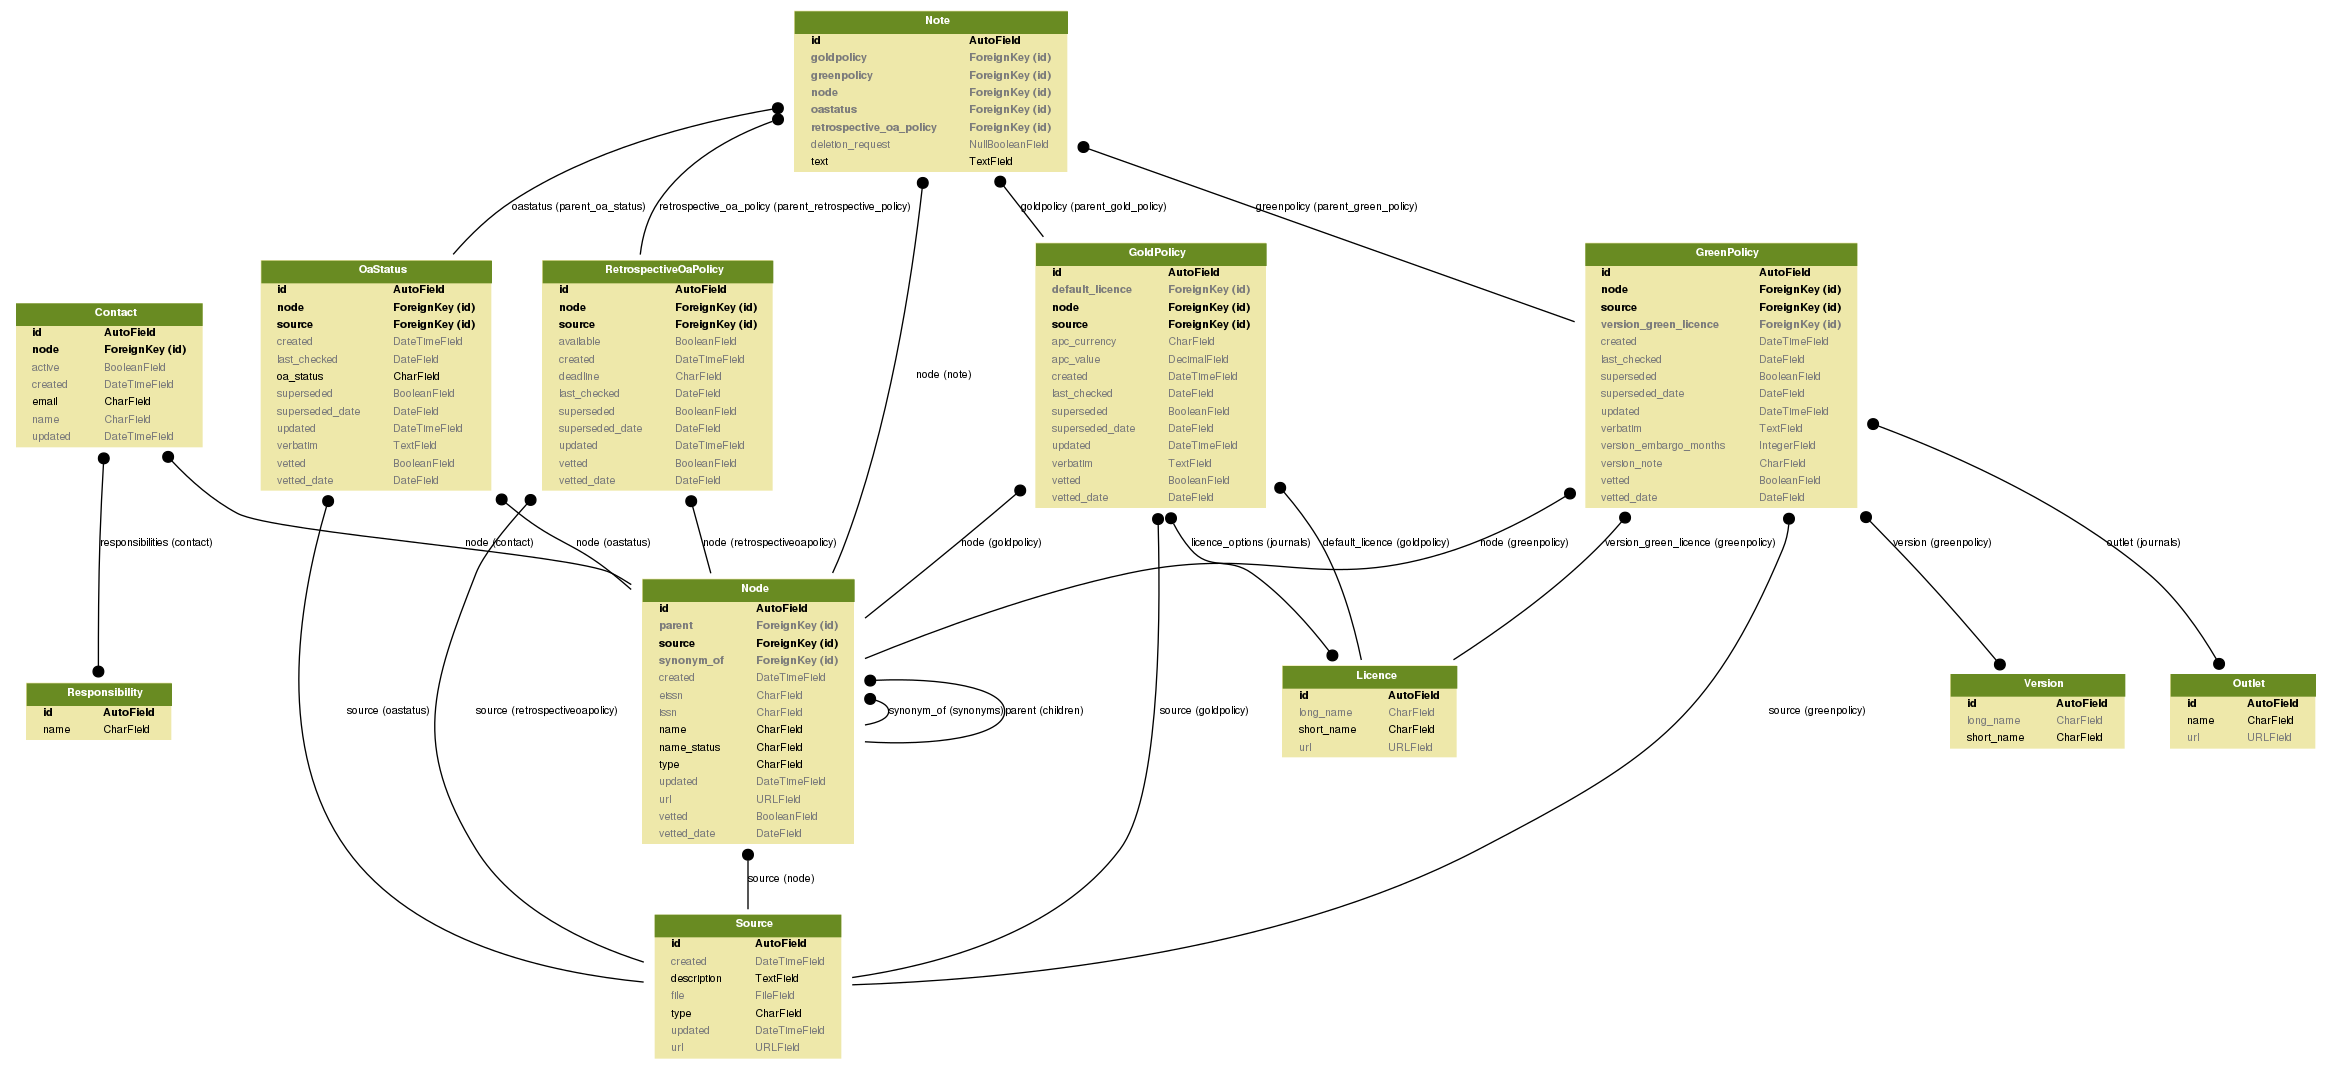 Note
id AutoField
goldpolicy ForeignKey (id)
greenpolicy ForeignKey (id)
node ForeignKey (id)
oastatus ForeignKey (id)
retrospective_oa_policy ForeignKey (id)
deletion_request NullBooleanField
text TextField
oastatus (parent_oa_status)
retrospective_oa_policy (parent_retrospective_policy)
goldpolicy (parent_gold_policy)
greenpolicy (parent_green_policy)
Contact
id AutoField
node ForeignKey (id)
active BooleanField
created DateTimeField
email CharField
name CharField
updated DateTimeField
OaStatus
id AutoField
node ForeignKey (id)
source ForeignKey (id)
created DateTimeField
last_checked DateField
oa_status CharField
superseded BooleanField
superseded_date DateField
updated DateTimeField
verbatim TextField
vetted BooleanField
vetted_date DateField
RetrospectiveOaPolicy
id AutoField
node ForeignKey (id)
source ForeignKey (id)
available BooleanField
created DateTimeField
deadline CharField
last_checked DateField
superseded BooleanField
superseded_date DateField
updated DateTimeField
vetted BooleanField
vetted_date DateField
node (note)
GoldPolicy
id AutoField
default_licence ForeignKey (id)
node ForeignKey (id)
source ForeignKey (id)
apc_currency CharField
apc_value DecimalField
created DateTimeField
last_checked DateField
superseded BooleanField
superseded_date DateField
updated DateTimeField
verbatim TextField
vetted BooleanField
vetted_date DateField
GreenPolicy
id AutoField
node ForeignKey (id)
source ForeignKey (id)
version_green_licence ForeignKey (id)
created DateTimeField
last_checked DateField
superseded BooleanField
superseded_date DateField
updated DateTimeField
verbatim TextField
version_embargo_months IntegerField
version_note CharField
vetted BooleanField
vetted_date DateField
responsibilities (contact)
node (contact)
node (oastatus)
node (retrospectiveoapolicy)
node (goldpolicy)
licence_options (journals)
default_licence (goldpolicy)
node (greenpolicy)
version_green_licence (greenpolicy)
version (greenpolicy)
outlet (journals)
Responsibility
id AutoField
name CharField
source (oastatus)
source (retrospectiveoapolicy)
Node
id AutoField
parent ForeignKey (id)
source ForeignKey (id)
synonym_of ForeignKey (id)
created DateTimeField
eissn CharField
issn CharField
name CharField
name_status CharField
type CharField
updated DateTimeField
url URLField
vetted BooleanField
vetted_date DateField
synonym_of (synonyms)
parent (children)
source (goldpolicy)
Licence
id AutoField
long_name CharField
short_name CharField
url URLField
source (greenpolicy)
Version
id AutoField
long_name CharField
short_name CharField
Outlet
id AutoField
name CharField
url URLField
source (node)
Source
id AutoField
created DateTimeField
description TextField
file FileField
type CharField
updated DateTimeField
url URLField